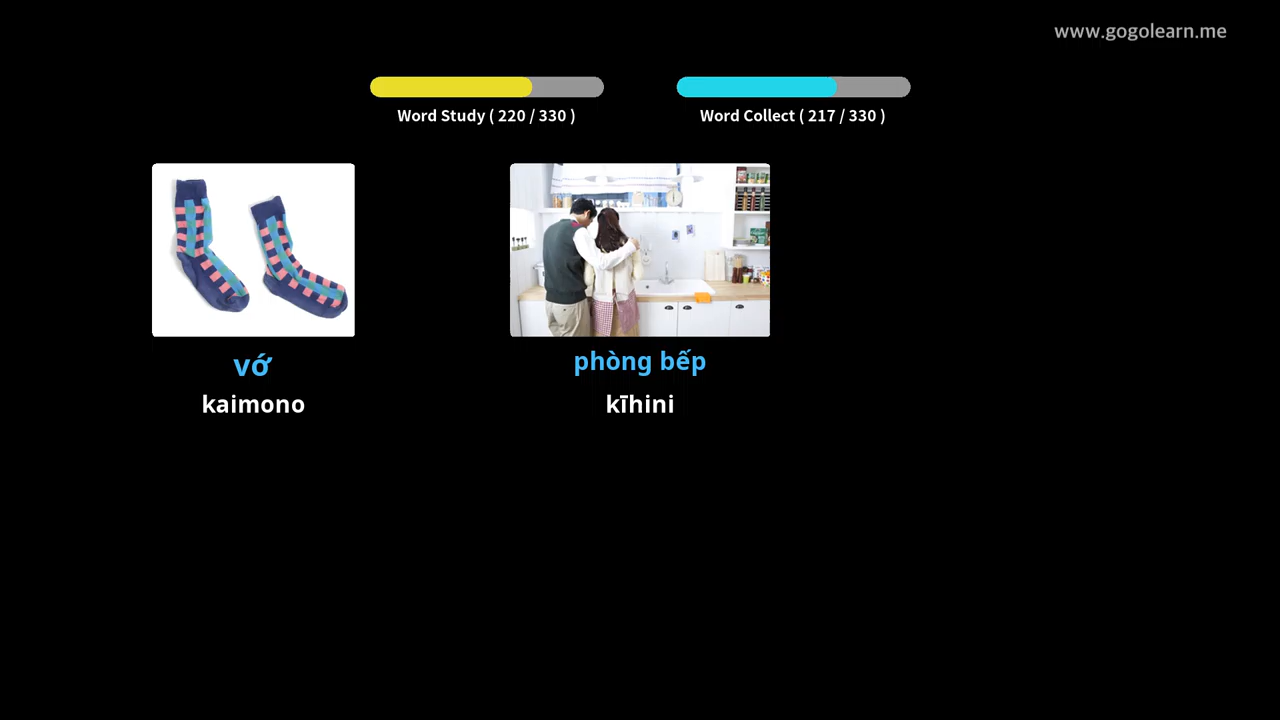 www.gogolearn.me
Word Study ( 220 / 330 )
Word Collect ( 217 / 330 )
vớ
kaimono
phòng bếp
kīhini